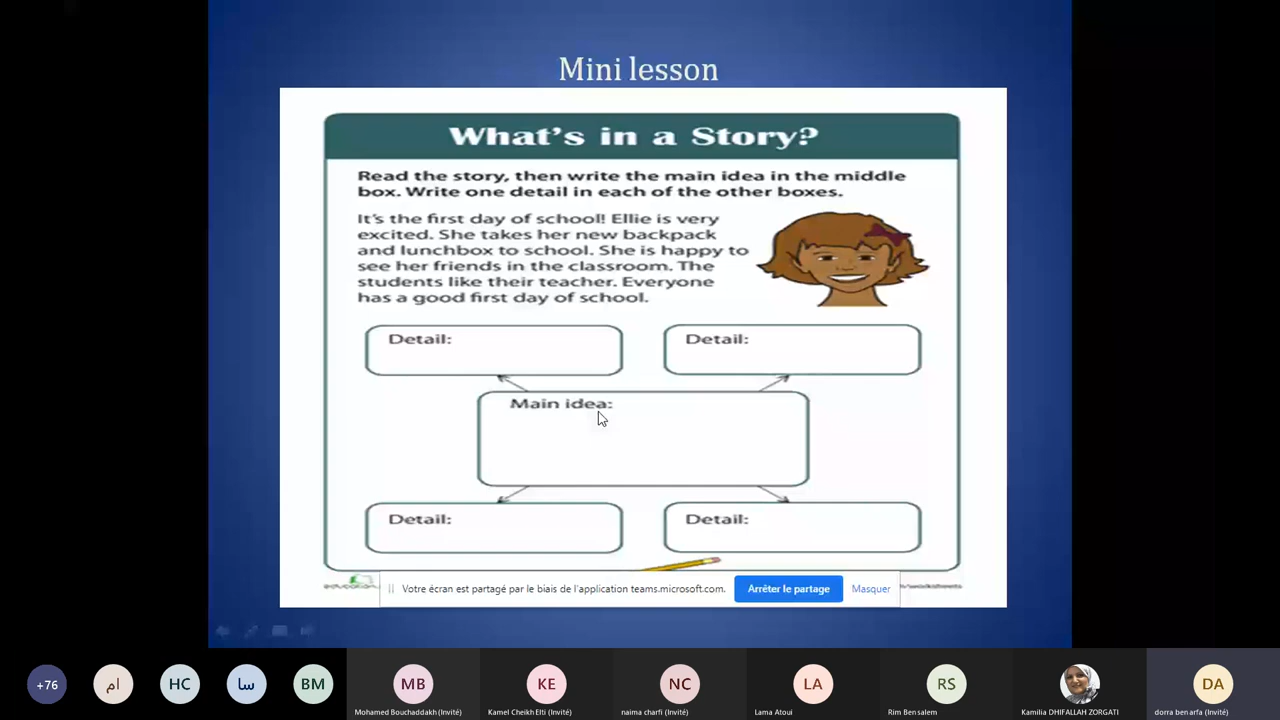 Mini lesson
What's in a Story?
Read the story, then write the main idea in the middle
box. Write one detail in each of the other boxes.
It's the first day of school! Ellie is very
excited. She takes her new backpack
and lunchbox to school. She is happy to
see her friends in the classroom. The
students like their teacher. Everyone
has a good first day of school.
Detail:
Detail:
Main idea:
Detail:
Detail:
Votre écran est partagé par le biais de l'application teams.microsoft.com.
Arrêter le partage
Masquer
+76
ام
HC
سا
BM
MB
KE
NC
LA
RS
DA
Mohamed Bouchaddakh (Invité)
Kamel Cheikh Elti (Invité)
naima charfi (Invité)
Lama Atoui
Rim Bensalem
Kamilia DHIFALLAH ZORGATI
dorra ben arfa (Invité)